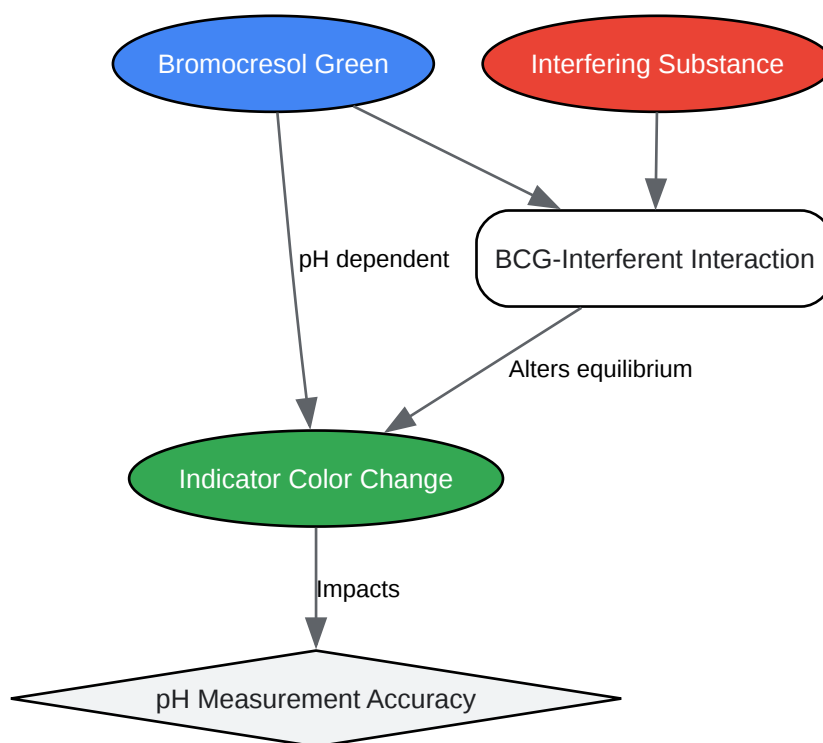 Bromocresol Green
Interfering Substance
pH dependent
BCG-Interferent Interaction
Alters equilibrium
Indicator Color Change
Impacts
pH Measurement Accuracy